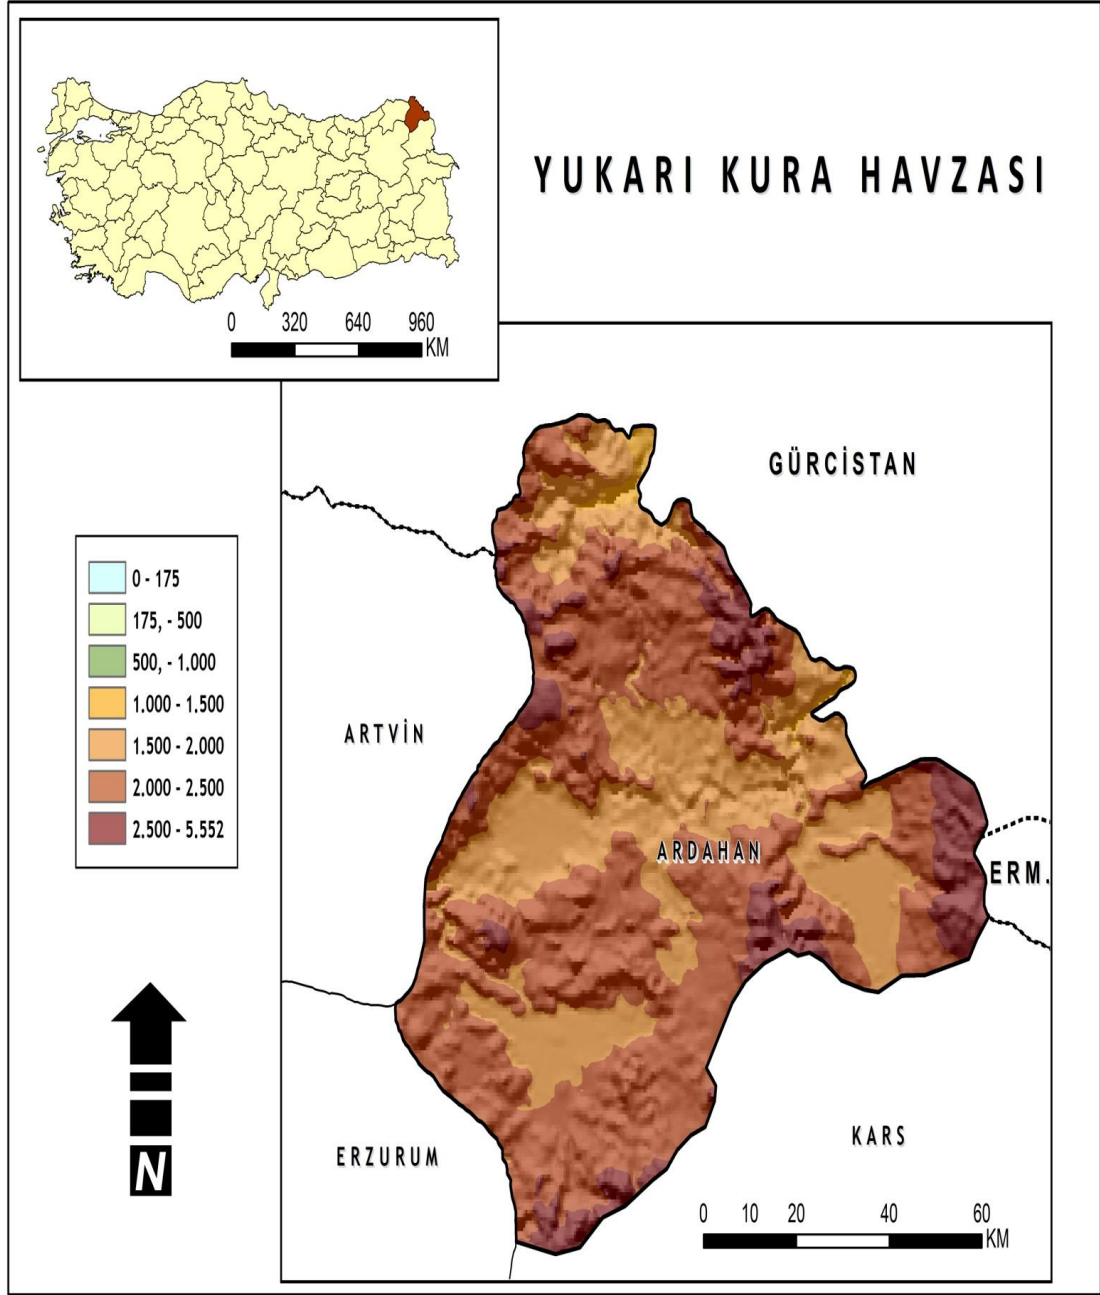 YUKARI KURA HAVZASI
0 320 640 960
KM
GÜRCİSTAN
0 - 175
175, - 500
500, - 1.000
1.000 - 1.500
1.500 - 2.000
2.000 - 2.500
2.500 - 5,552
ARTVİN
ARDAHAN
ERM.
ERZURUM
KARS
N
0 10 20 40 60
KM